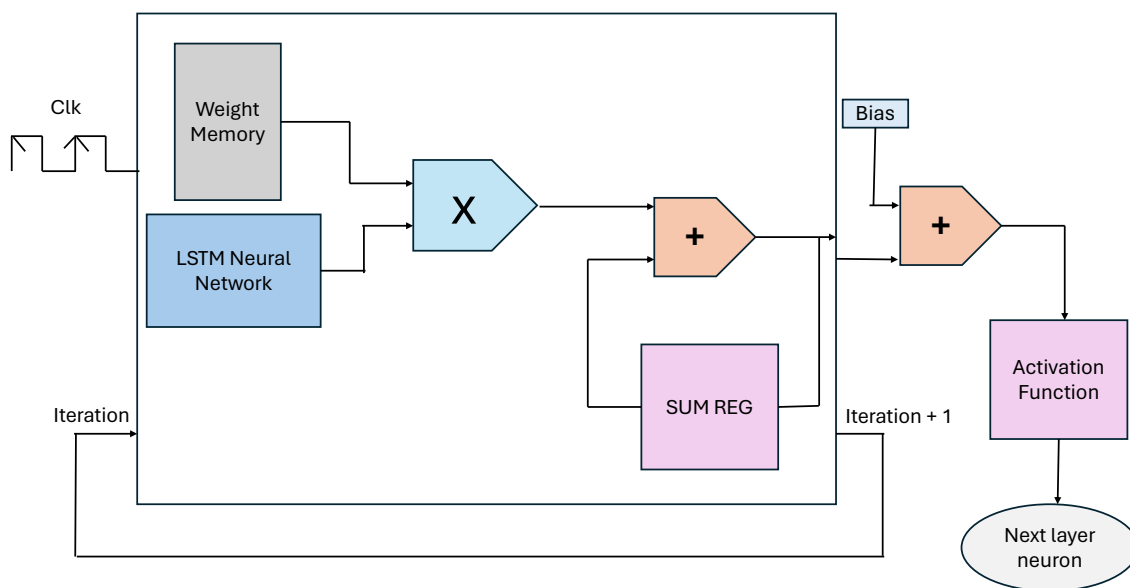 Clk
Weight
Memory
Bias
X
+
+
LSTM Neural
Network
Activation
Function
SUM REG
Iteration
Iteration + 1
Next layer
neuron